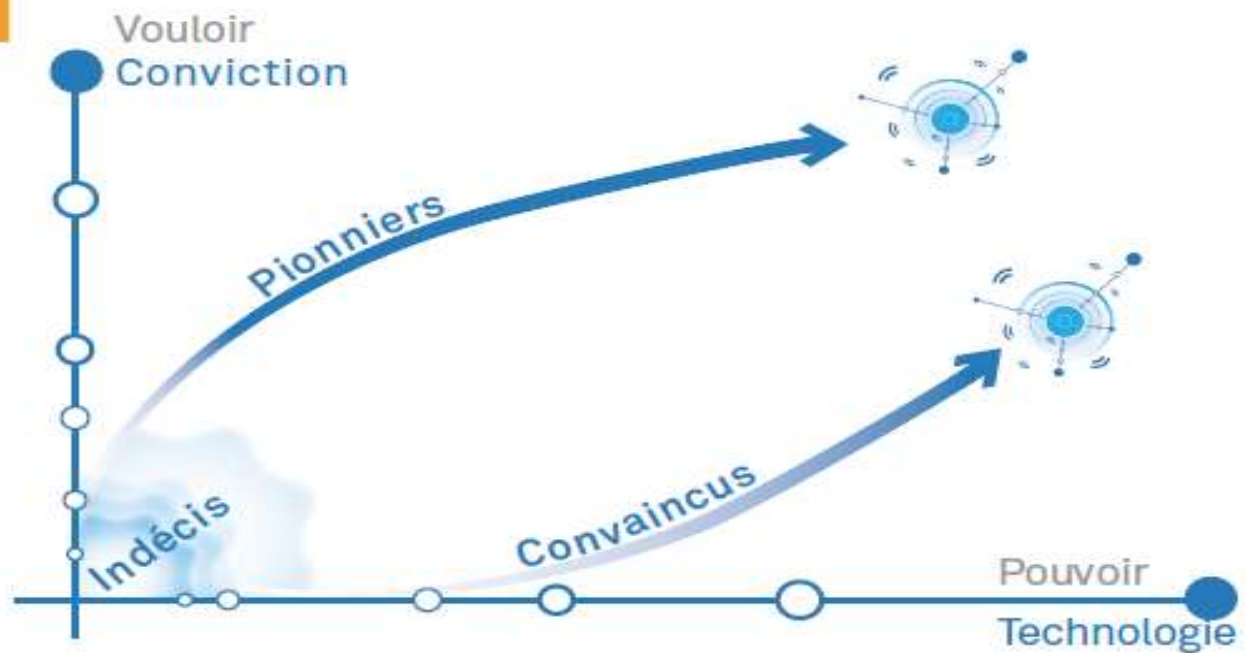 Vouloir
Conviction
Pionniers
Indécis
Convaincus
Pouvoir
Technologie